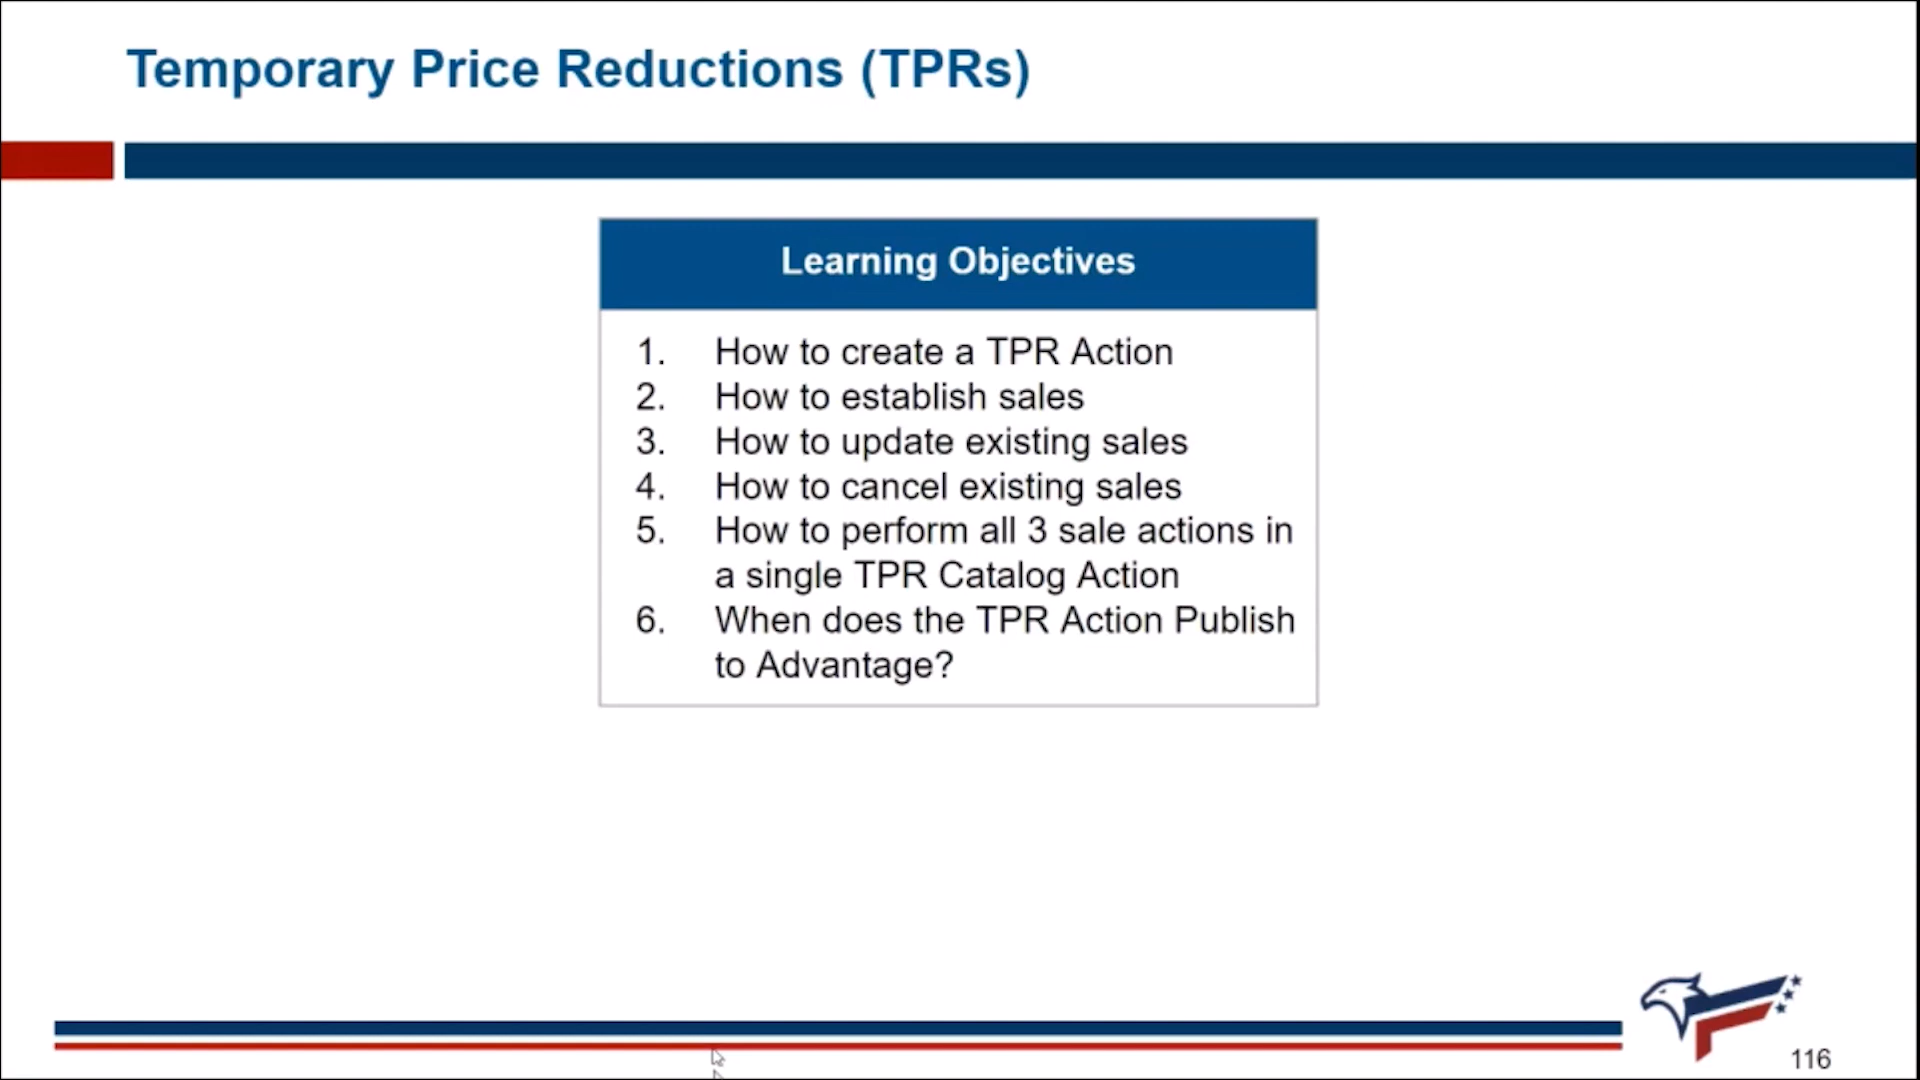 Temporary Price Reductions (TPRs)
Learning Objectives
1. How to create a TPR Action
2. How to establish sales
3. How to update existing sales
4. How to cancel existing sales
5. How to perform all 3 sale actions in
a single TPR Catalog Action
6. When does the TPR Action Publish
to Advantage?
116